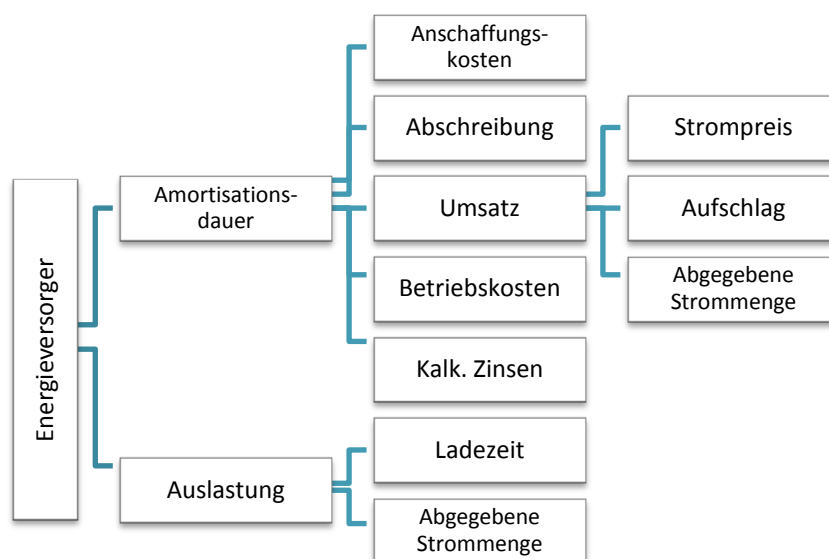 Energieversorger
Amortisations-
dauer
Anschaffungs-
kosten
Abschreibung
Umsatz
Strompreis
Aufschlag
Abgegebene
Strommenge
Betriebskosten
Kalk. Zinsen
Auslastung
Ladezeit
Abgegebene
Strommenge